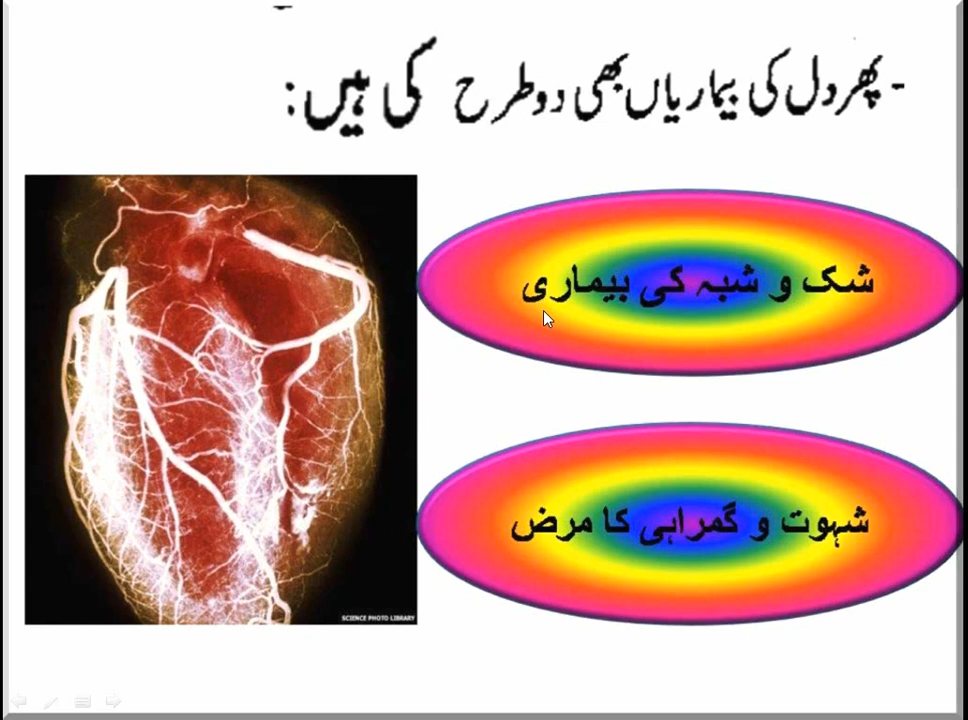 - پھر دل کی بیماریاں بھی دو طرح کی ہیں:
شک و شبہ کی بیماری
شہوت و گمراہی کا مرض
SCIENCE PHOTO LIBRARY